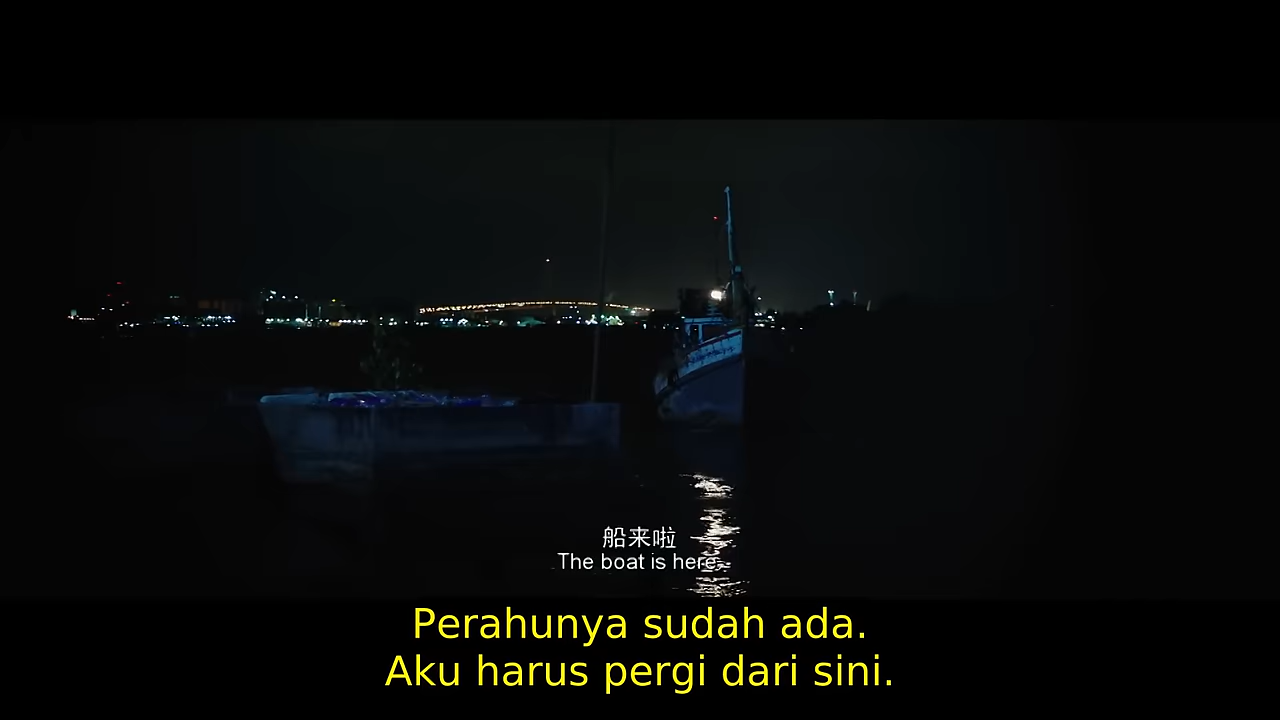 船来啦
The boat is here
Perahunya sudah ada.
Aku harus pergi dari sini.